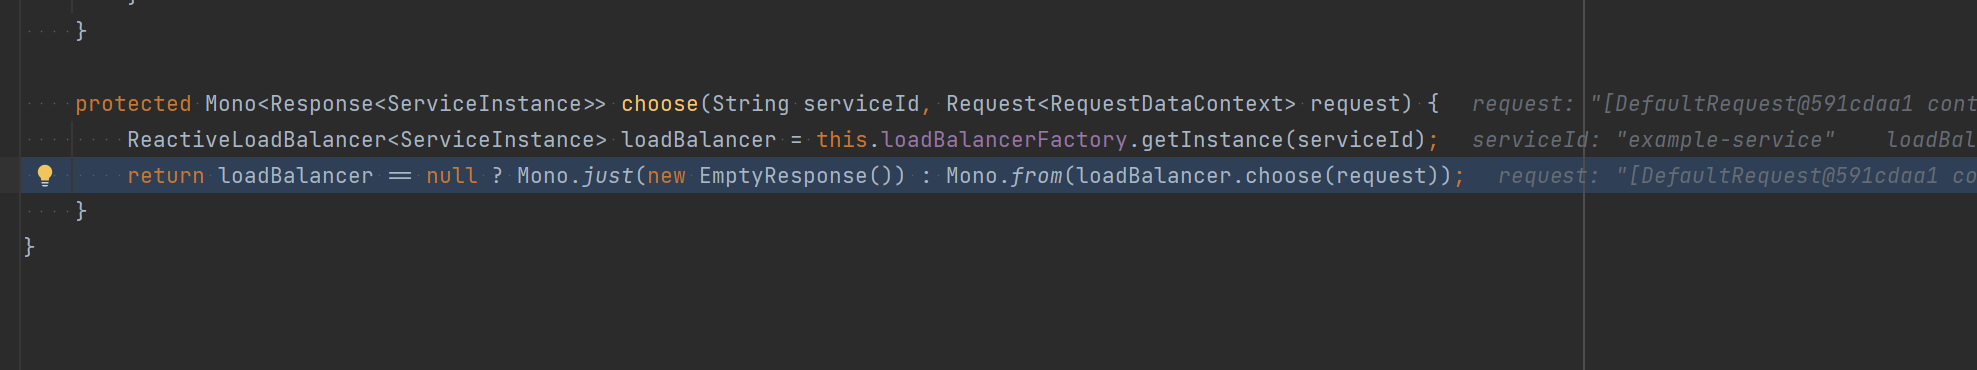 }
}
protected Mono<Response<ServiceInstance>> choose(String serviceId, Request<RequestDataContext> request) { request: "[DefaultRequest@591cdaa1 cont
ReactiveLoadBalancer<ServiceInstance> loadBalancer = this.loadBalancerFactory.getInstance(serviceId); serviceId: "example-service" loadBal
return loadBalancer == null ? Mono.just(new EmptyResponse()) : Mono.from(loadBalancer.choose(request)); request: "[DefaultRequest@591cdaa1 co
}
}